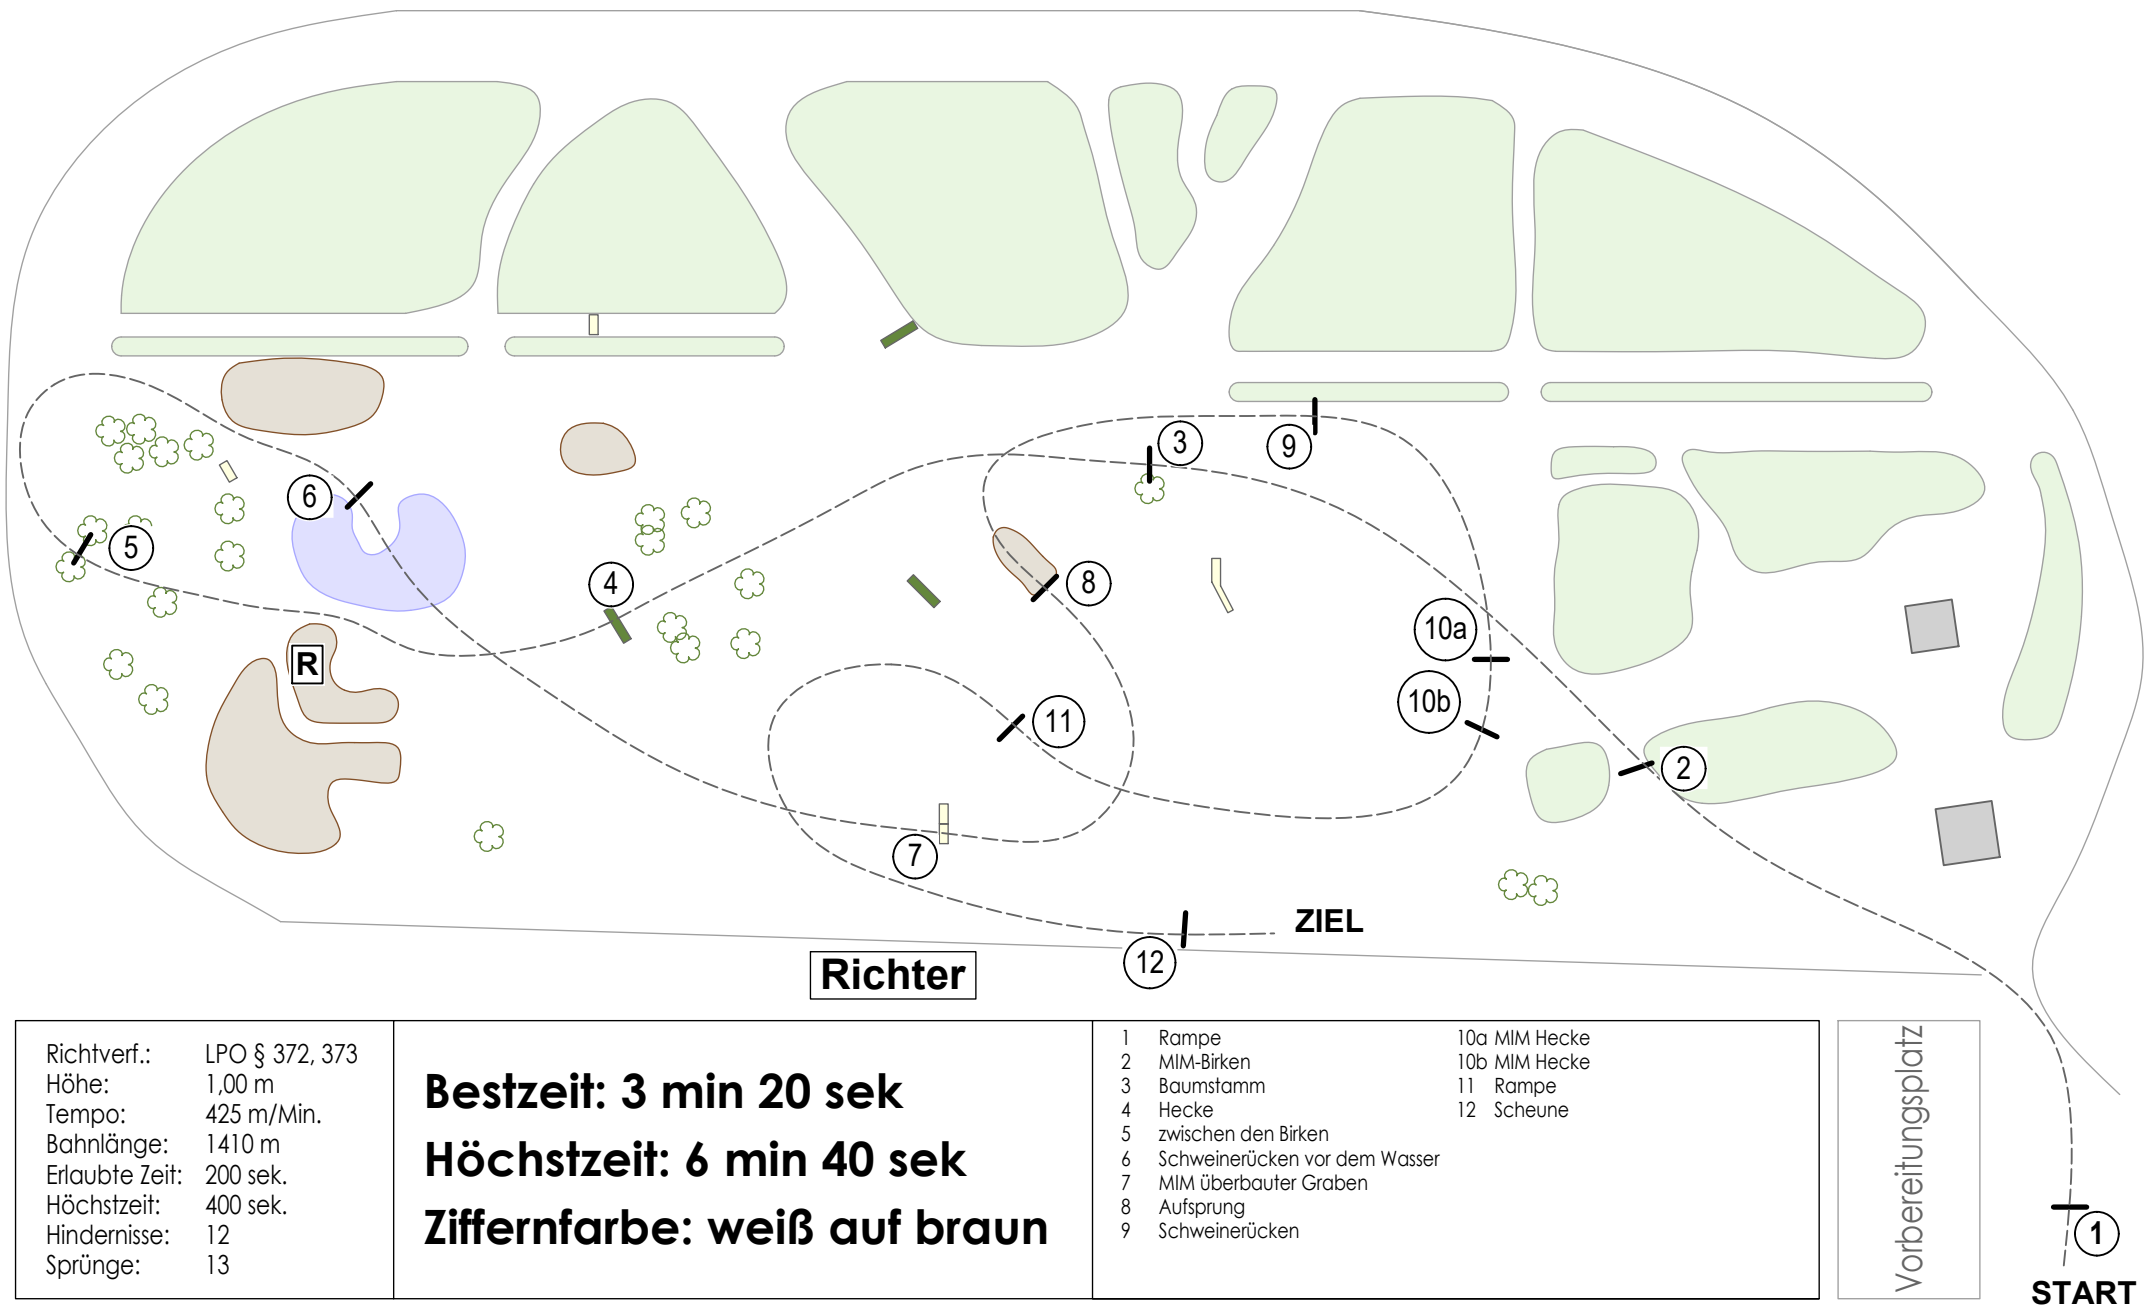 3
9
6
5
4
8
10a
R
10b
11
2
7
ZIEL
12
Richter
1
START
Richtverf.: LPO § 372, 373
Höhe: 1,00 m
Tempo: 425 m/Min.
Bahnlänge: 1410 m
Erlaubte Zeit: 200 sek.
Höchstzeit: 400 sek.
Hindernisse: 12
Sprünge: 13
Bestzeit: 3 min 20 sek
Höchstzeit: 6 min 40 sek
Ziffernfarbe: weiß auf braun
1 Rampe
2 MIM-Birken
3 Baumstamm
4 Hecke
5 zwischen den Birken
6 Schweinerücken vor dem Wasser
7 MIM überbauter Graben
8 Aufsprung
9 Schweinerücken
10a MIM Hecke
10b MIM Hecke
11 Rampe
12 Scheune
Vorbereitungsplatz